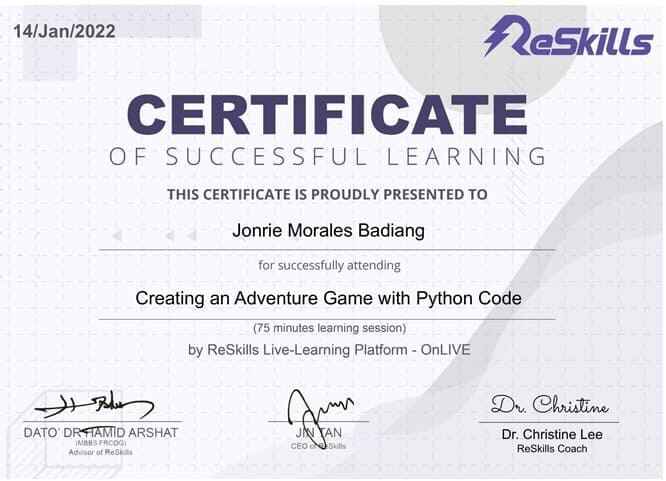 14/Jan/2022
ReSkills
CERTIFICATE
OF SUCCESSFUL LEARNING
THIS CERTIFICATE IS PROUDLY PRESENTED TO
Jonrie Morales Badiang
for successfully attending
Creating an Adventure Game with Python Code
(75 minutes learning session)
by ReSkills Live-Learning Platform - OnLIVE
DATO' DR HAMID ARSHAT
(MBBS FRCOG)
Advisor of ReSkills
JIN TAN
CEO of ReSkills
Dr. Christine
Dr. Christine Lee
ReSkills Coach